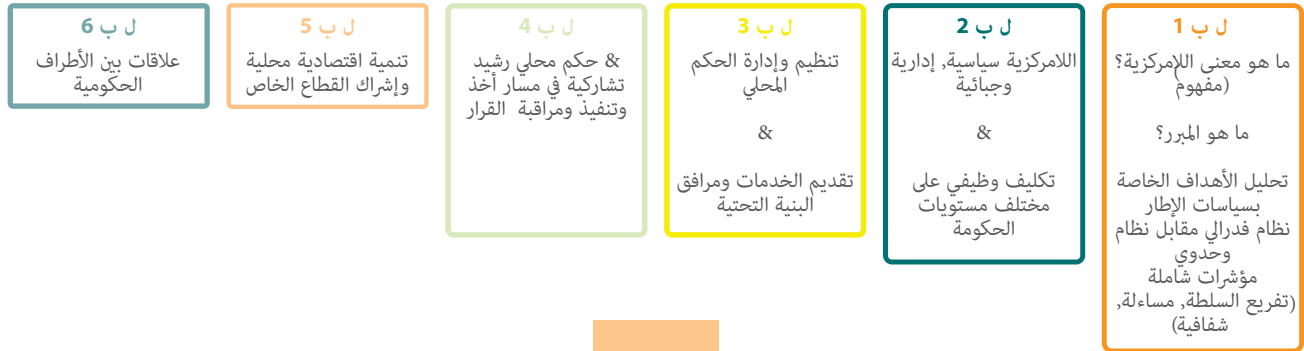 ل ب 1
ما هو معنى اللامركزية؟
(مفهوم)
ما هو المبرر؟
تحليل الأهداف الخاصة
بسياسات الإطار
نظام فدرالي مقابل نظام
وحدوي
مؤشرات شاملة
(تفريع السلطة, مساءلة,
شفافية)
ل ب 2
اللامركزية سياسية, إدارية
وجبائية
&
تكليف وظيفي على
مختلف مستويات
الحكومة
ل ب 3
تنظيم وإدارة الحكم
المحلي
&
تقديم الخدمات ومرافق
البنية التحتية
ل ب 4
& حكم محلي رشيد
تشاركية في مسار أخذ
وتنفيذ ومراقبة القرار
ل ب 5
تنمية اقتصادية محلية
وإشراك القطاع الخاص
ل ب 6
علاقات بين الأطراف
الحكومية